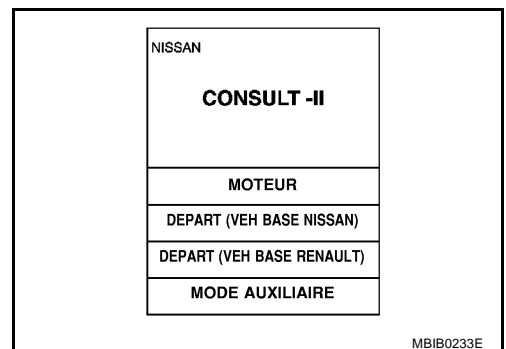 NISSAN
CONSULT -II
MOTEUR
DEPART (VEH BASE NISSAN)
DEPART (VEH BASE RENAULT)
MODE AUXILIAIRE
MBIB0233E